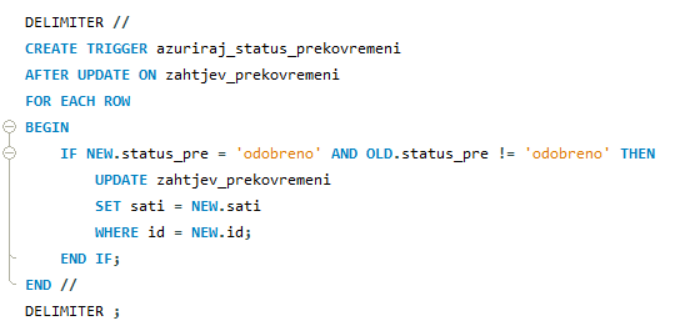 DELIMITER //
CREATE TRIGGER azuriraj_status_prekovremeni
AFTER UPDATE ON zahtjev_prekovremeni
FOR EACH ROW
BEGIN
    IF NEW.status_pre = 'odobreno' AND OLD.status_pre != 'odobreno' THEN
        UPDATE zahtjev_prekovremeni
        SET sati = NEW.sati
        WHERE id = NEW.id;
    END IF;
END //
DELIMITER ;